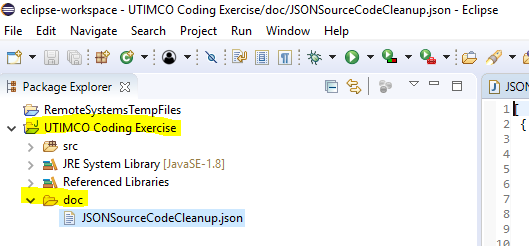 eclipse-workspace - UTIMCO Coding Exercise/doc/JSONSourceCodeCleanup.json - Eclipse
File Edit Navigate Search Project Run Window Help
Package Explorer
RemoteSystemsTempFiles
UTIMCO Coding Exercise
src
JRE System Library [JavaSE-1.8]
Referenced Libraries
doc
JSONSourceCodeCleanup.json
J JSON
1 [
2 {
3
4
5
6
7
8
9
10